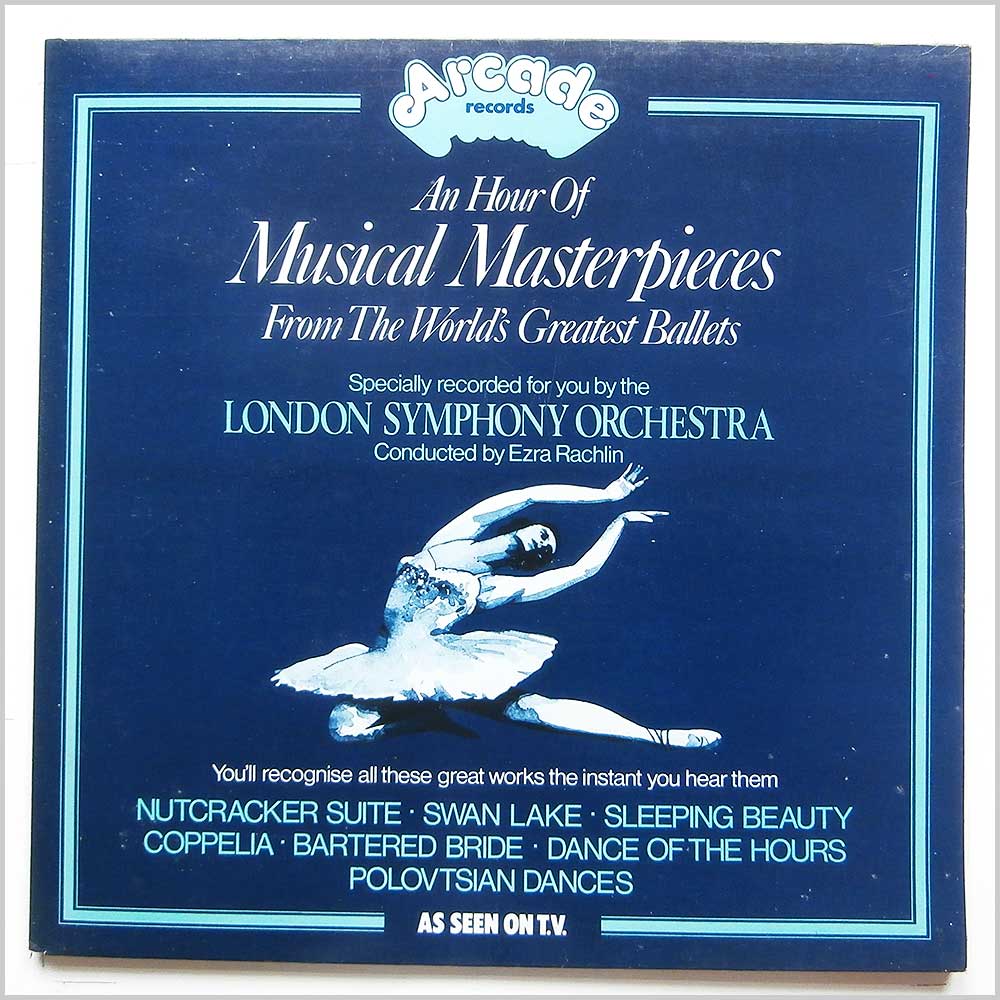 Arcade
records
An Hour Of
Musical Masterpieces
From The World's Greatest Ballets
Specially recorded for you by the
LONDON SYMPHONY ORCHESTRA
Conducted by Ezra Rachlin
You'll recognise all these great works the instant you hear them
NUTCRACKER SUITE · SWAN LAKE · SLEEPING BEAUTY
COPPELIA · BARTERED BRIDE · DANCE OF THE HOURS
POLOVTSIAN DANCES
AS SEEN ON T.V.